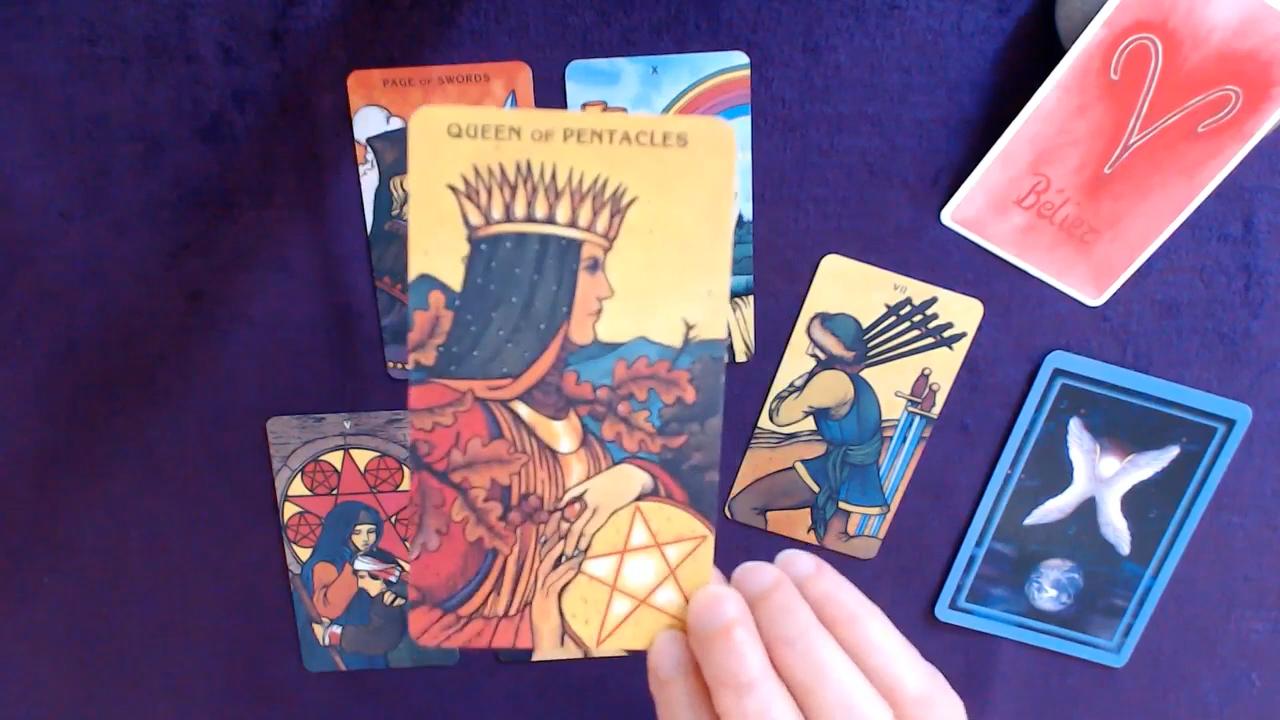 PAGE OF SWORDS
X
QUEEN OF PENTACLES
Bélier
VII
V